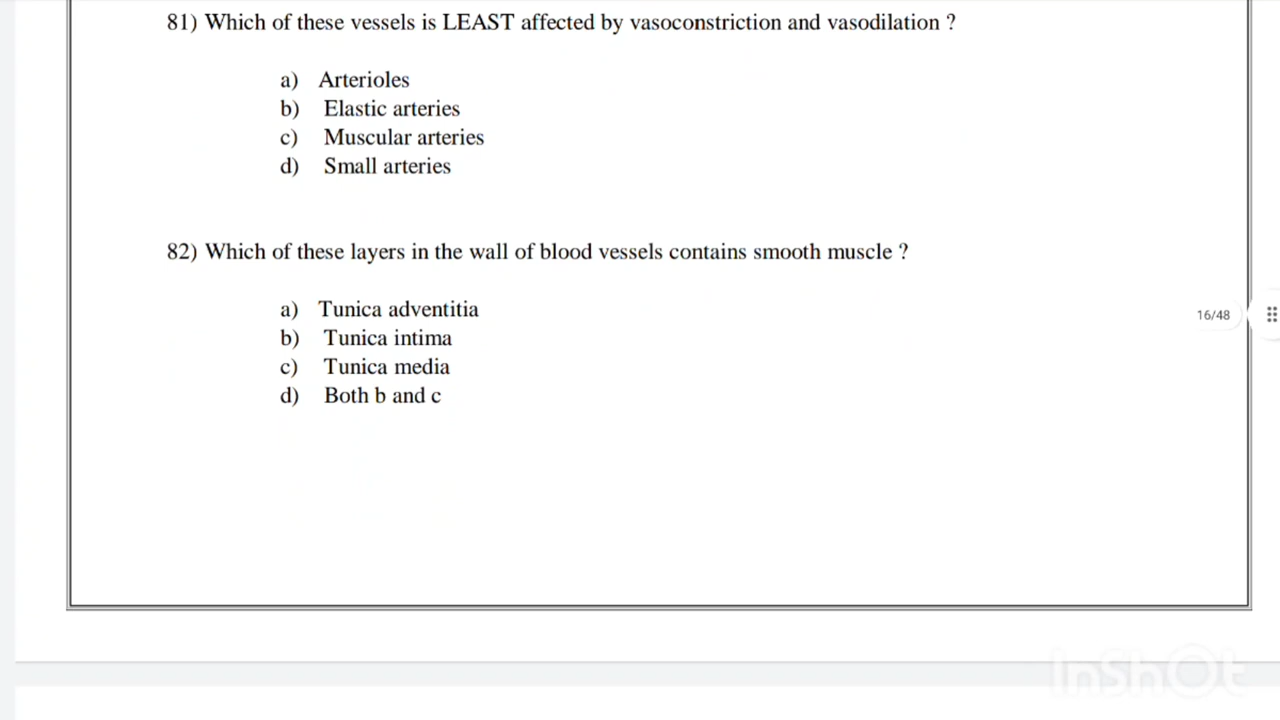 81) Which of these vessels is LEAST affected by vasoconstriction and vasodilation ?
a) Arterioles
b) Elastic arteries
c) Muscular arteries
d) Small arteries
82) Which of these layers in the wall of blood vessels contains smooth muscle ?
a) Tunica adventitia
b) Tunica intima
c) Tunica media
d) Both b and c
16/48
InShOt